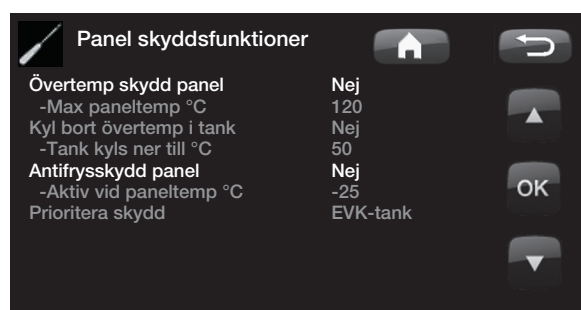 Panel skyddsfunktioner
Övertemp skydd panel Nej
-Max paneltemp °C 120
Kyl bort övertemp i tank Nej
-Tank kyls ner till °C 50
Antifrysskydd panel Nej
-Aktiv vid paneltemp °C -25
Prioritera skydd EVK-tank
OK